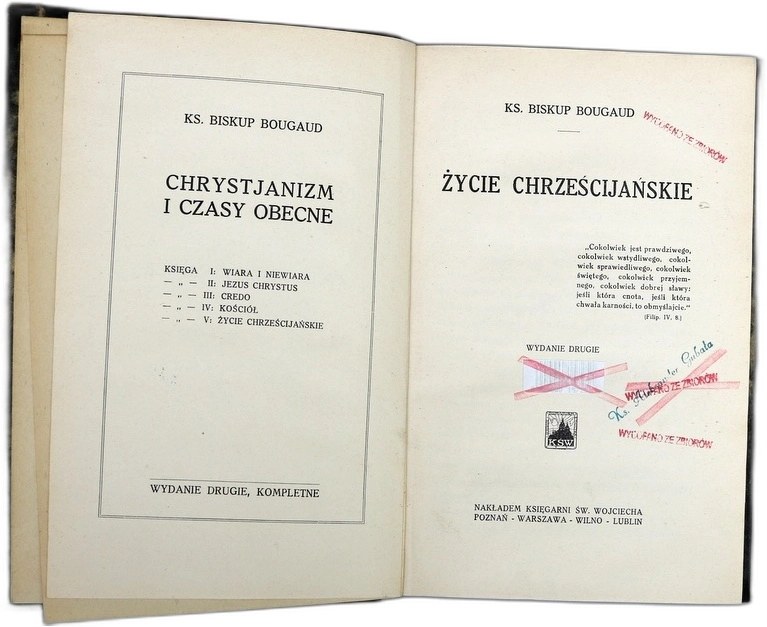 KS. BISKUP BOUGAUD
CHRYSTJANIZM
I CZASY OBECNE
KSIĘGA I: WIARA I NIEWIARA
— „ — II: JEZUS CHRYSTUS
— „ — III: CREDO
— „ — IV: KOŚCIÓŁ
— „ — V: ŻYCIE CHRZEŚCIJAŃSKIE
WYDANIE DRUGIE, KOMPLETNE
KS. BISKUP BOUGAUD
WYCOFANO ZE ZBIORÓW
ŻYCIE CHRZEŚCIJAŃSKIE
„Cokolwiek jest prawdziwego,
cokolwiek wstydliwego, cokol-
wiek sprawiedliwego, cokolwiek
świętego, cokolwiek przyjem-
nego, cokolwiek dobrej sławy:
jeśli która cnota, jeśli która
chwała karności, to obmyślajcie."
(Filip. IV. 8.)
WYDANIE DRUGIE
Ks. Aleksander Gubała
WYCOFANO ZE ZBIORÓW
WYCOFANO ZE ZBIORÓW
KSW
NAKŁADEM KSIĘGARNI ŚW. WOJCIECHA
POZNAŃ - WARSZAWA - WILNO - LUBLIN